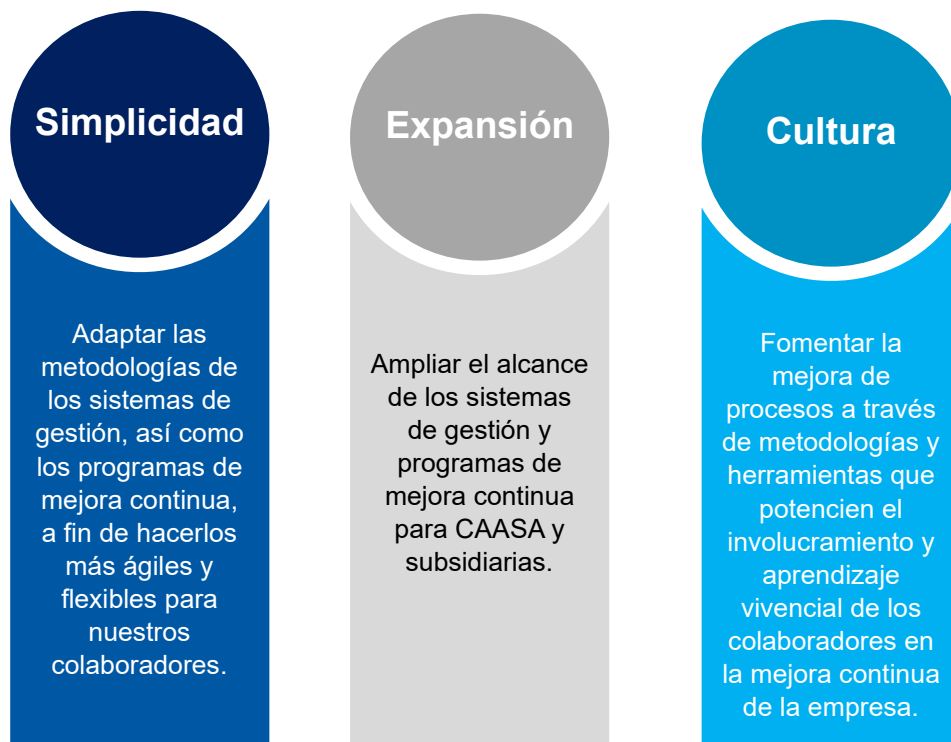 Simplicidad
Adaptar las
metodologías de
los sistemas de
gestión, así como
los programas de
mejora continua,
a fin de hacerlos
más ágiles y
flexibles para
nuestros
colaboradores.
Expansión
Ampliar el alcance
de los sistemas
de gestión y
programas de
mejora continua
para CAASA y
subsidiarias.
Cultura
Fomentar la
mejora de
procesos a través
de metodologías y
herramientas que
potencien el
involucramiento y
aprendizaje
vivencial de los
colaboradores en
la mejora continua
de la empresa.